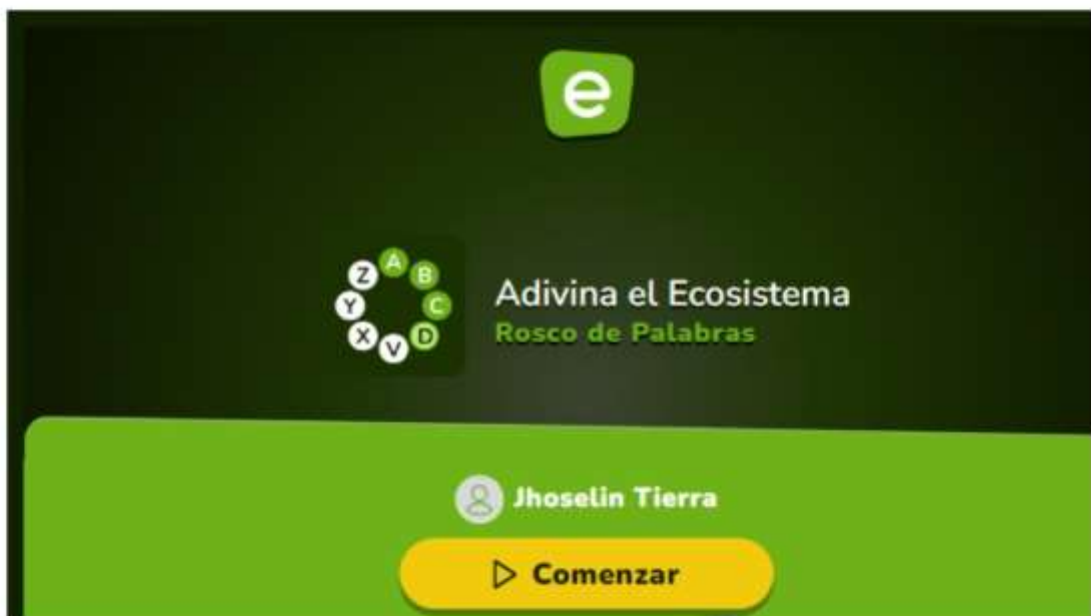 e
A
B
C
D
V
X
Y
Z
Adivina el Ecosistema
Rosco de Palabras
Jhoselin Tierra
Comenzar